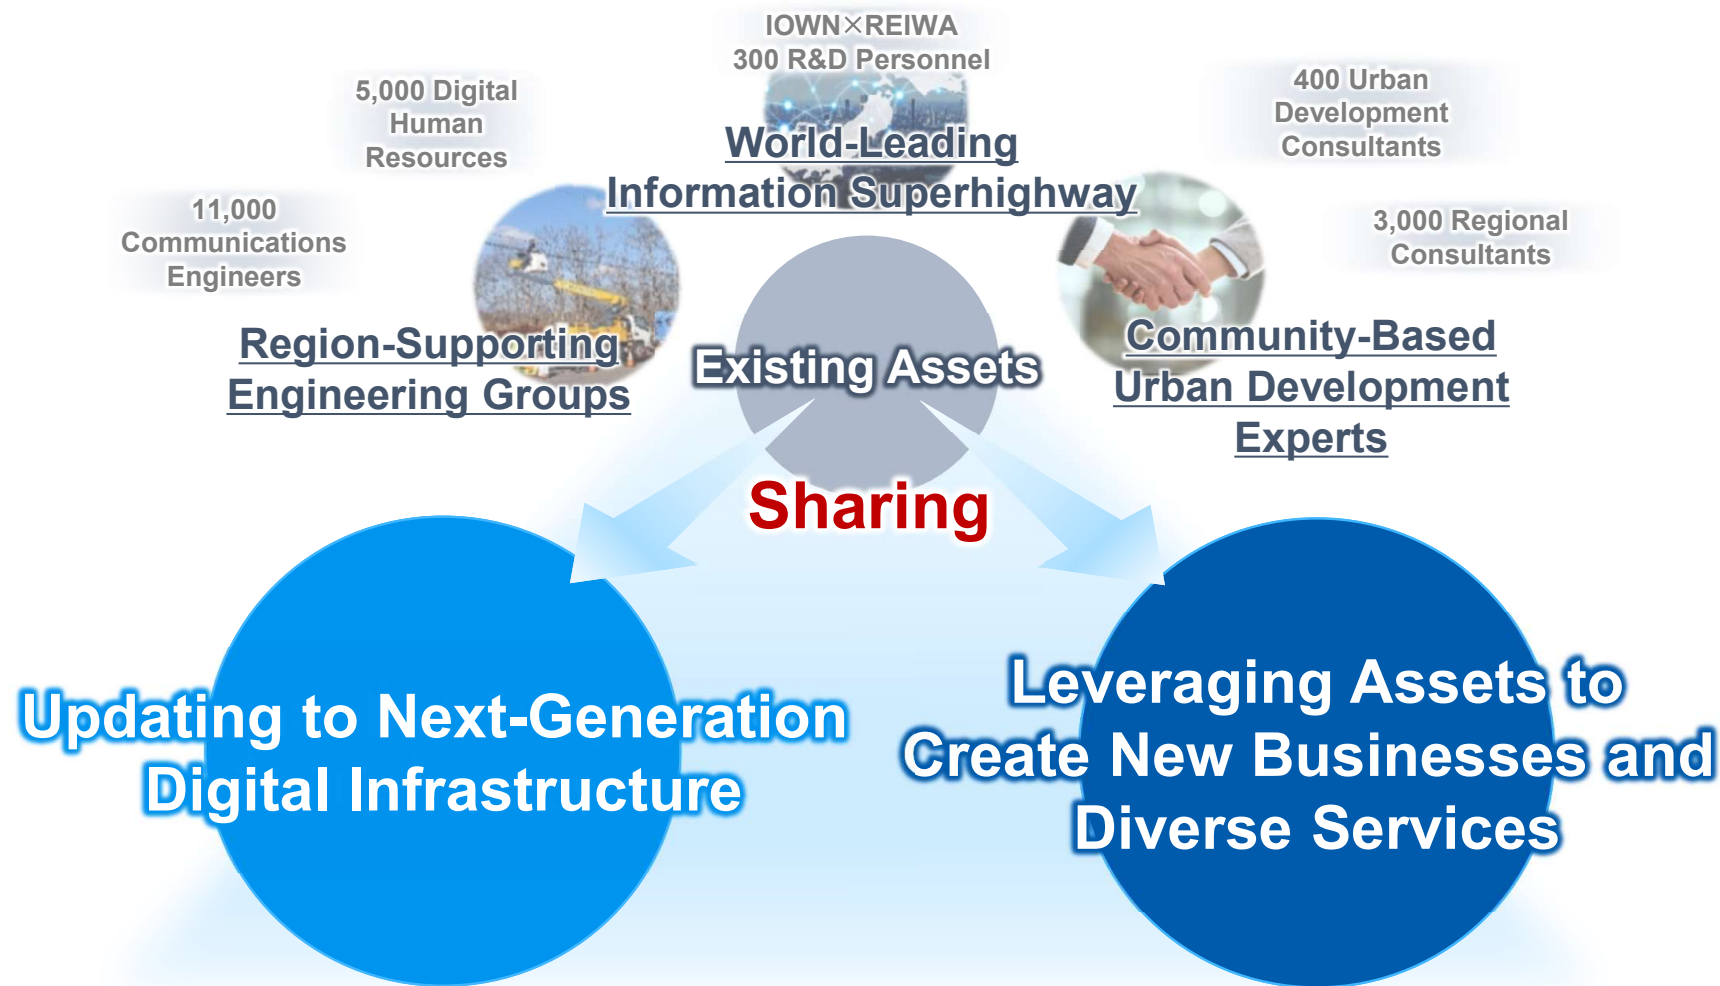 IOWN×REIWA
300 R&D Personnel
5,000 Digital
Human
Resources
400 Urban
Development
Consultants
World-Leading
Information Superhighway
11,000
Communications
Engineers
3,000 Regional
Consultants
Region-Supporting
Engineering Groups
Existing Assets
Community-Based
Urban Development
Experts
Sharing
Updating to Next-Generation
Digital Infrastructure
Leveraging Assets to
Create New Businesses and
Diverse Services